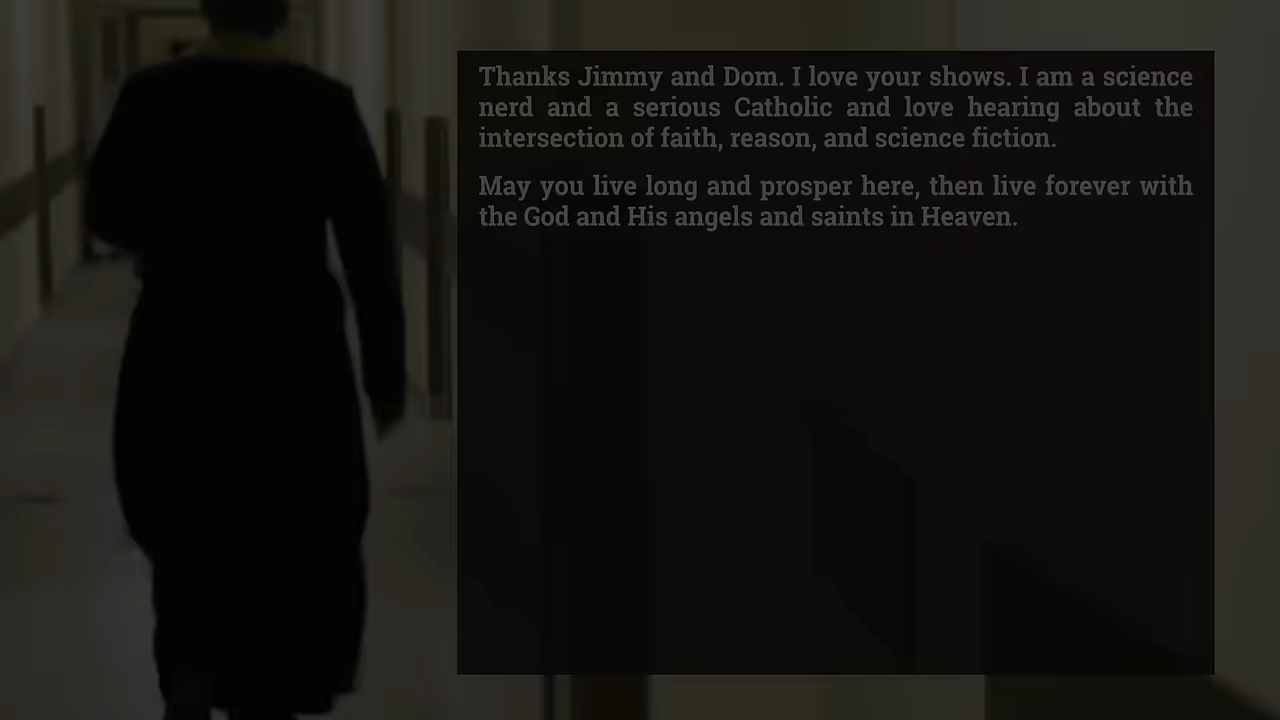 Thanks Jimmy and Dom. I love your shows. I am a science
nerd and a serious Catholic and love hearing about the
intersection of faith, reason, and science fiction.
May you live long and prosper here, then live forever with
the God and His angels and saints in Heaven.